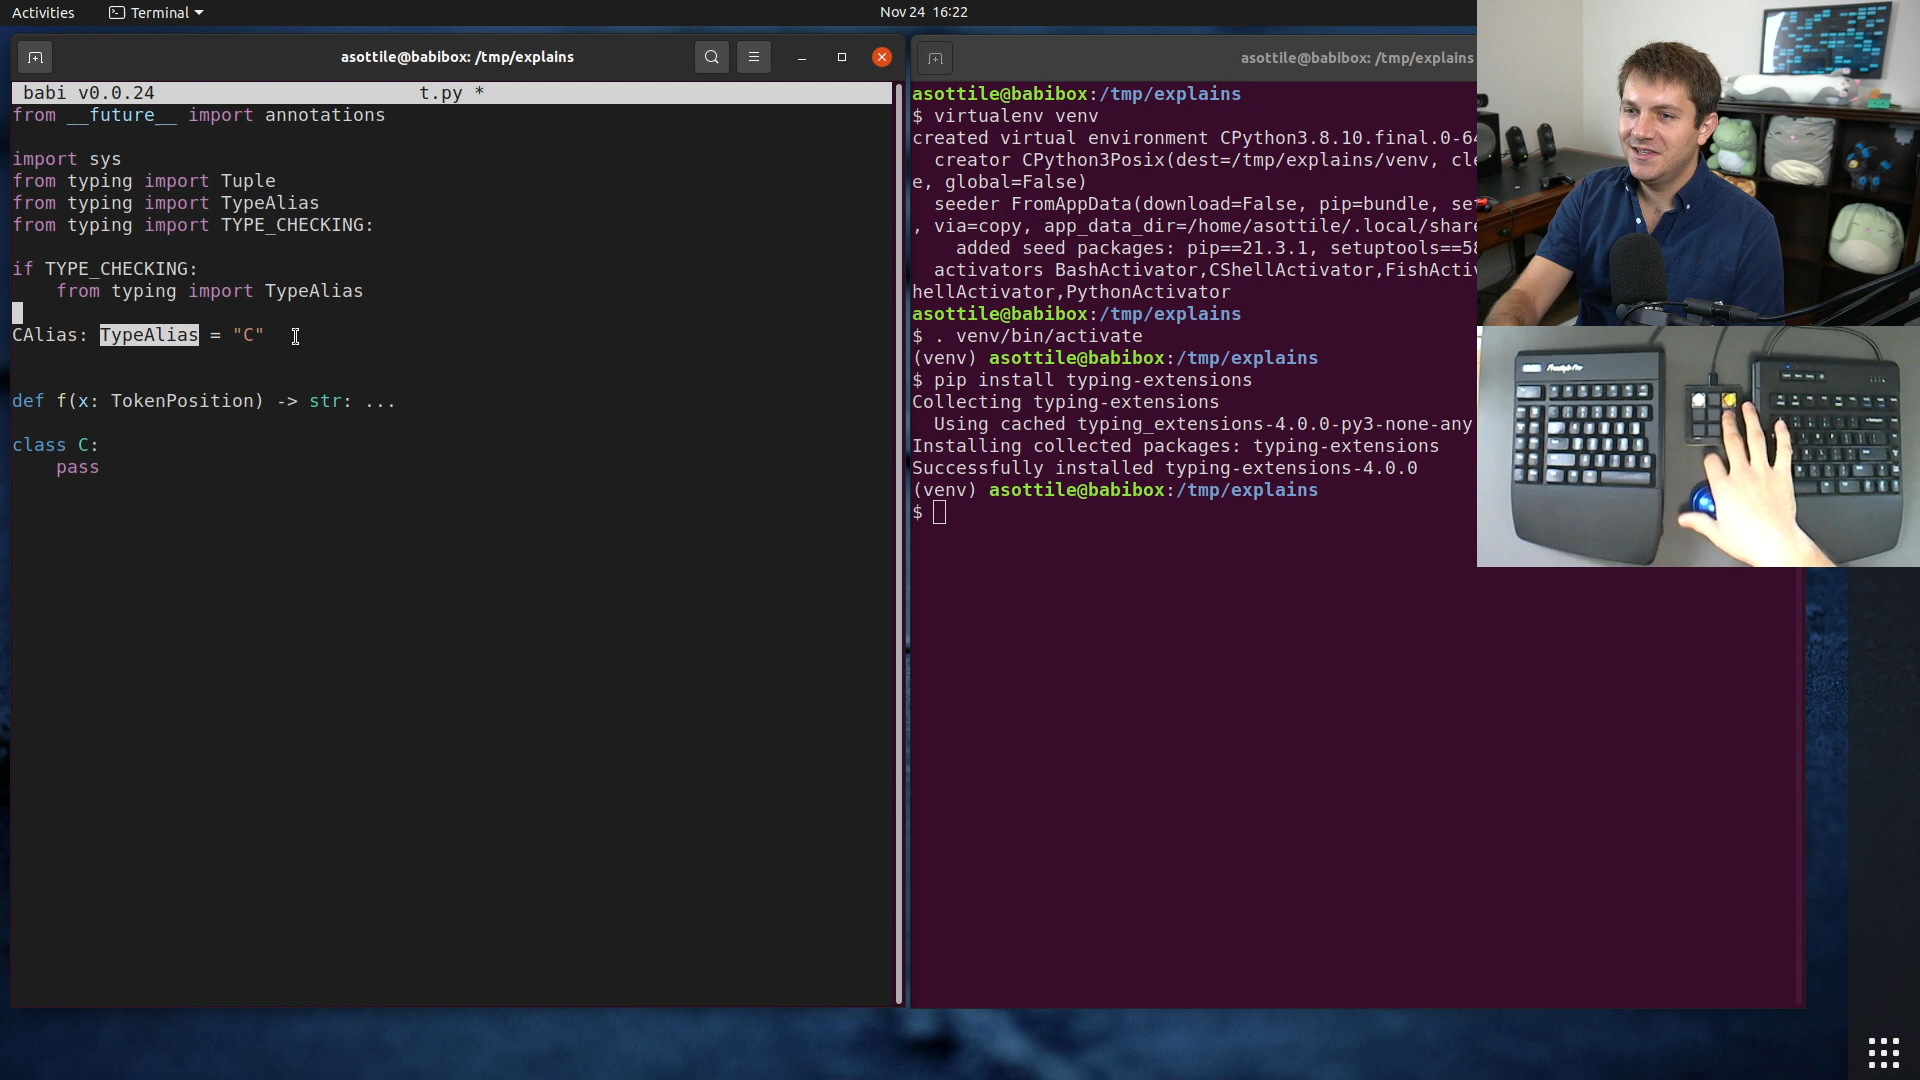 Activities
Terminal
Nov 24 16:22
asottile@babibox: /tmp/explains
babi v0.0.24
t.py *
from __future__ import annotations
import sys
from typing import Tuple
from typing import TypeAlias
from typing import TYPE_CHECKING:
if TYPE_CHECKING:
from typing import TypeAlias
CAlias: TypeAlias = "C"
def f(x: TokenPosition) -> str: ...
class C:
pass
asottile@babibox: /tmp/explains
asottile@babibox:/tmp/explains
$ virtualenv venv
created virtual environment CPython3.8.10.final.0-64
creator CPython3Posix(dest=/tmp/explains/venv, cle
e, global=False)
seeder FromAppData(download=False, pip=bundle, set
, via=copy, app_data_dir=/home/asottile/.local/share
added seed packages: pip==21.3.1, setuptools==58
activators BashActivator,CShellActivator,FishActiv
hellActivator,PythonActivator
asottile@babibox:/tmp/explains
$ . venv/bin/activate
(venv) asottile@babibox:/tmp/explains
$ pip install typing-extensions
Collecting typing-extensions
Using cached typing_extensions-4.0.0-py3-none-any
Installing collected packages: typing-extensions
Successfully installed typing-extensions-4.0.0
(venv) asottile@babibox:/tmp/explains
$
Freestyle Pro